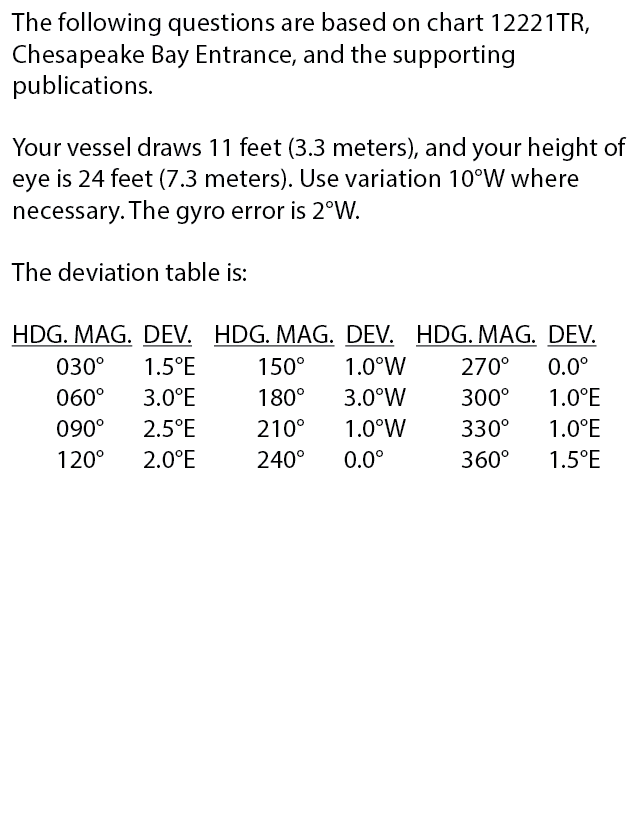 The following questions are based on chart 12221TR,
Chesapeake Bay Entrance, and the supporting
publications.
Your vessel draws 11 feet (3.3 meters), and your height of
eye is 24 feet (7.3 meters). Use variation 10°W where
necessary. The gyro error is 2°W.
The deviation table is:
HDG. MAG. DEV. HDG. MAG. DEV. HDG. MAG. DEV.
030° 1.5°E 150° 1.0°W 270° 0.0°
060° 3.0°E 180° 3.0°W 300° 1.0°E
090° 2.5°E 210° 1.0°W 330° 1.0°E
120° 2.0°E 240° 0.0° 360° 1.5°E